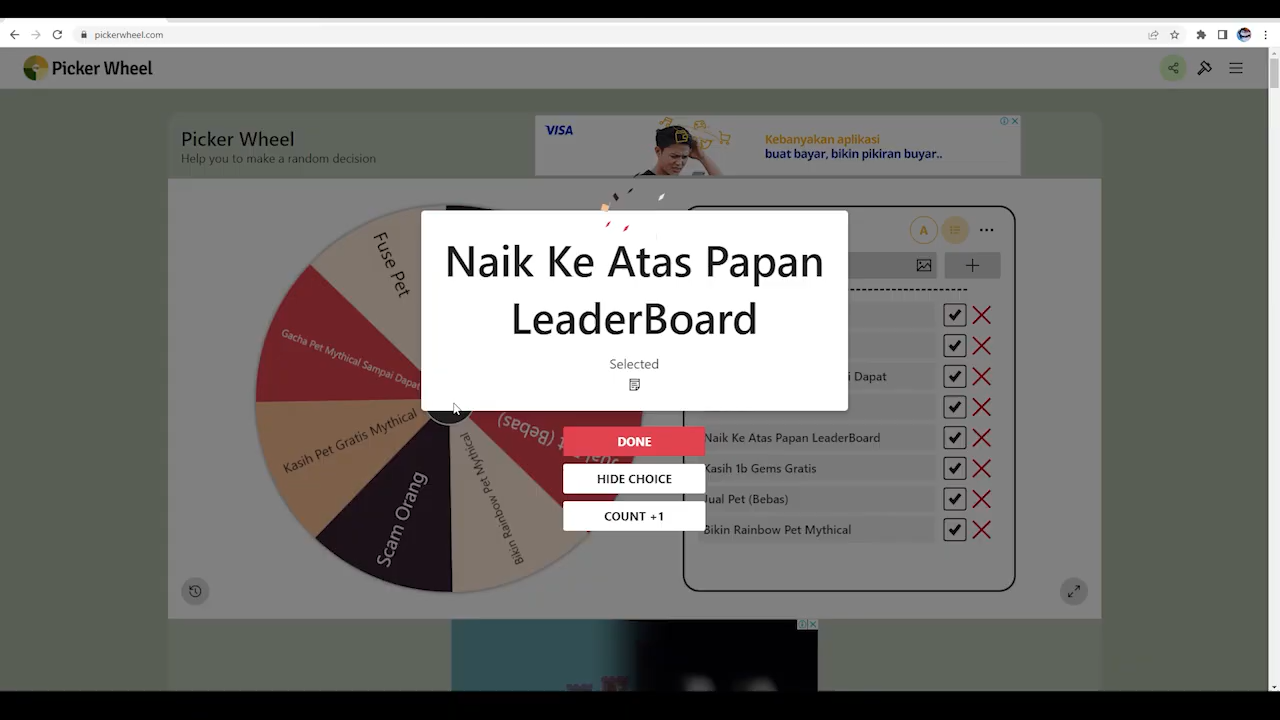 pickerwheel.com
Picker Wheel
Picker Wheel
Help you to make a random decision
VISA
Kebanyakan aplikasi
buat bayar, bikin pikiran buyar..
Naik Ke Atas Papan
LeaderBoard
Selected
DONE
HIDE CHOICE
COUNT +1
Fuse Pet
Gacha Pet Mythical Sampai Dapat
Kasih Pet Gratis Mythical
Scam Orang
Bikin Rainbow Pet Mythical
(Bebas)
A
i Dapat
Naik Ke Atas Papan LeaderBoard
Kasih 1b Gems Gratis
Jual Pet (Bebas)
Bikin Rainbow Pet Mythical